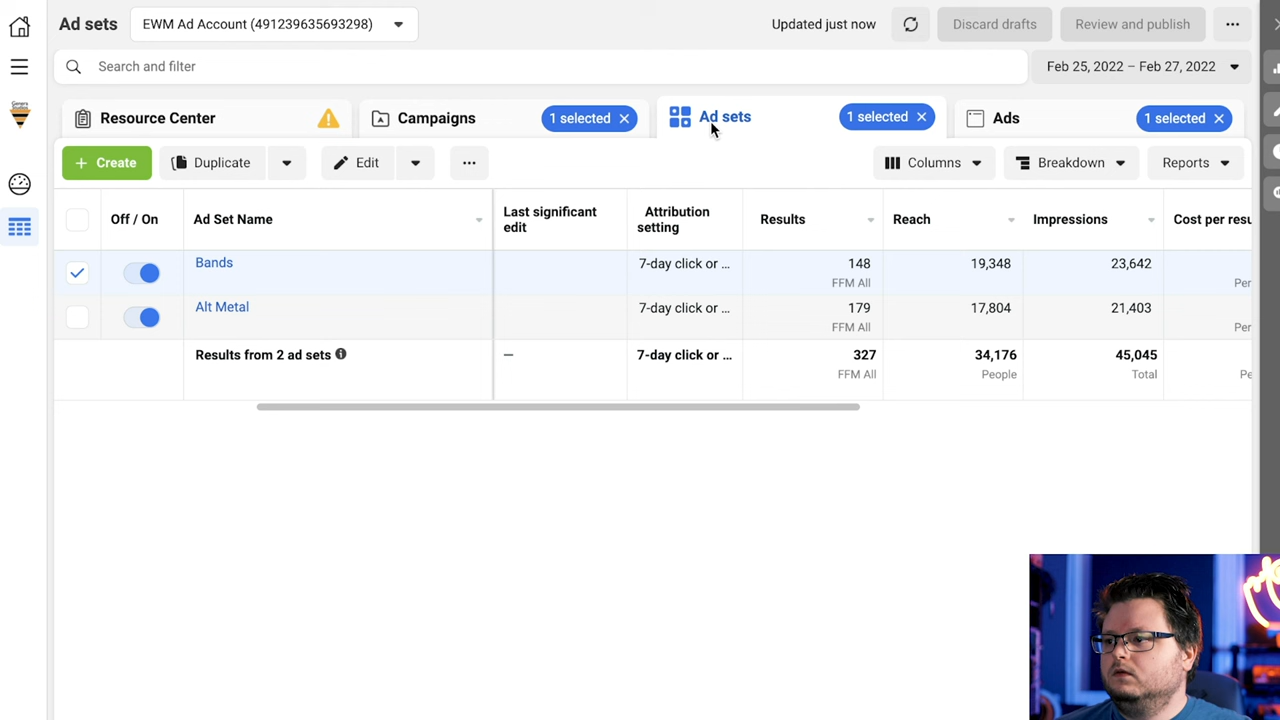 Ad sets
EWM Ad Account (491239635693298)
Updated just now
Discard drafts
Review and publish
Search and filter
Feb 25, 2022 – Feb 27, 2022
Resource Center
Campaigns
1 selected
Ad sets
1 selected
Ads
1 selected
+ Create
Duplicate
Edit
Columns
Breakdown
Reports
Off / On
Ad Set Name
Last significant
edit
Attribution
setting
Results
Reach
Impressions
Cost per resu
Bands
7-day click or ...
148
FFM All
19,348
23,642
Per
Alt Metal
7-day click or ...
179
FFM All
17,804
21,403
Per
Results from 2 ad sets
—
7-day click or ...
327
FFM All
34,176
People
45,045
Total
Pe